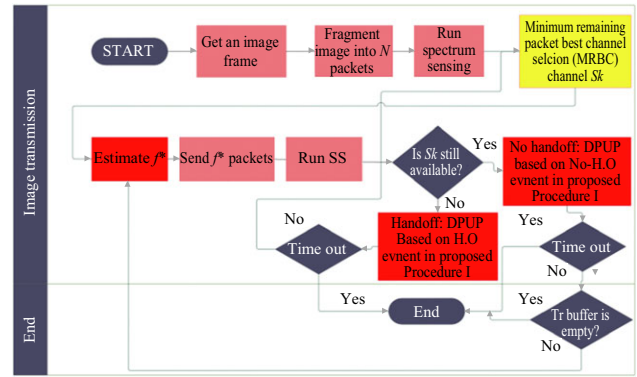 Image transmission
End
START
Get an image
frame
Fragment
image into N
packets
Run
spectrum
sensing
Minimum remaining
packet best channel
selcion (MRBC)
channel Sk
Estimate f*
Send f* packets
Run SS
Is Sk still
available?
Yes
No handoff: DPUP
based on No-H.O
evnent in proposed
Procedure I
No
Handoff: DPUP
Based on H.O
evnent in proposed
Procedure I
No
Time out
Yes
Yes
Time out
No
End
Yes
Tr buffer is
empty?
No